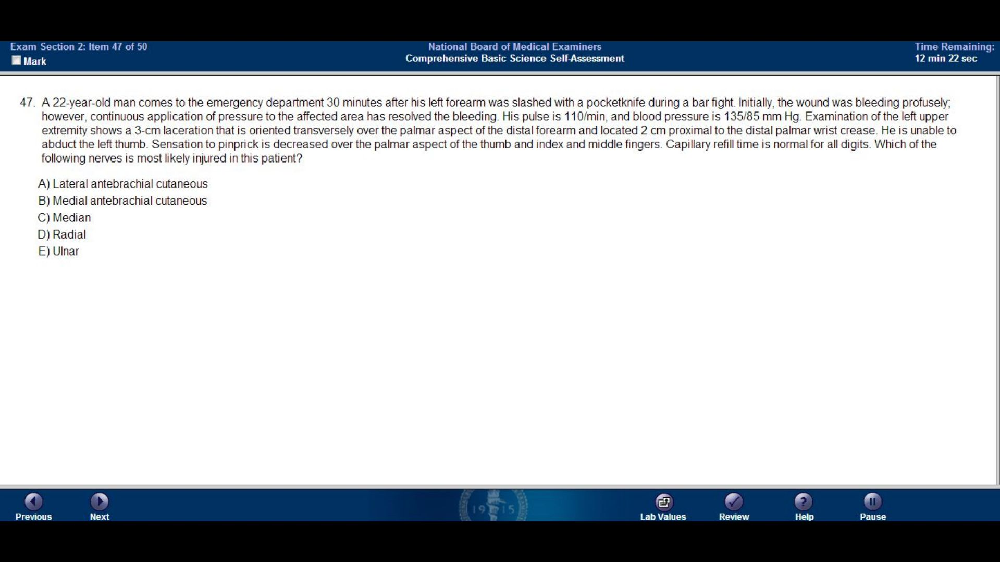 Exam Section 2: Item 47 of 50
National Board of Medical Examiners
Time Remaining:
Mark
Comprehensive Basic Science Self-Assessment
12 min 22 sec
47. A 22-year-old man comes to the emergency department 30 minutes after his left forearm was slashed with a pocketknife during a bar fight. Initially, the wound was bleeding profusely;
however, continuous application of pressure to the affected area has resolved the bleeding. His pulse is 110/min, and blood pressure is 135/85 mm Hg. Examination of the left upper
extremity shows a 3-cm laceration that is oriented transversely over the palmar aspect of the distal forearm and located 2 cm proximal to the distal palmar wrist crease. He is unable to
abduct the left thumb. Sensation to pinprick is decreased over the palmar aspect of the thumb and index and middle fingers. Capillary refill time is normal for all digits. Which of the
following nerves is most likely injured in this patient?
A) Lateral antebrachial cutaneous
B) Medial antebrachial cutaneous
C) Median
D) Radial
E) Ulnar
1915
Previous
Next
Lab Values
Review
Help
Pause